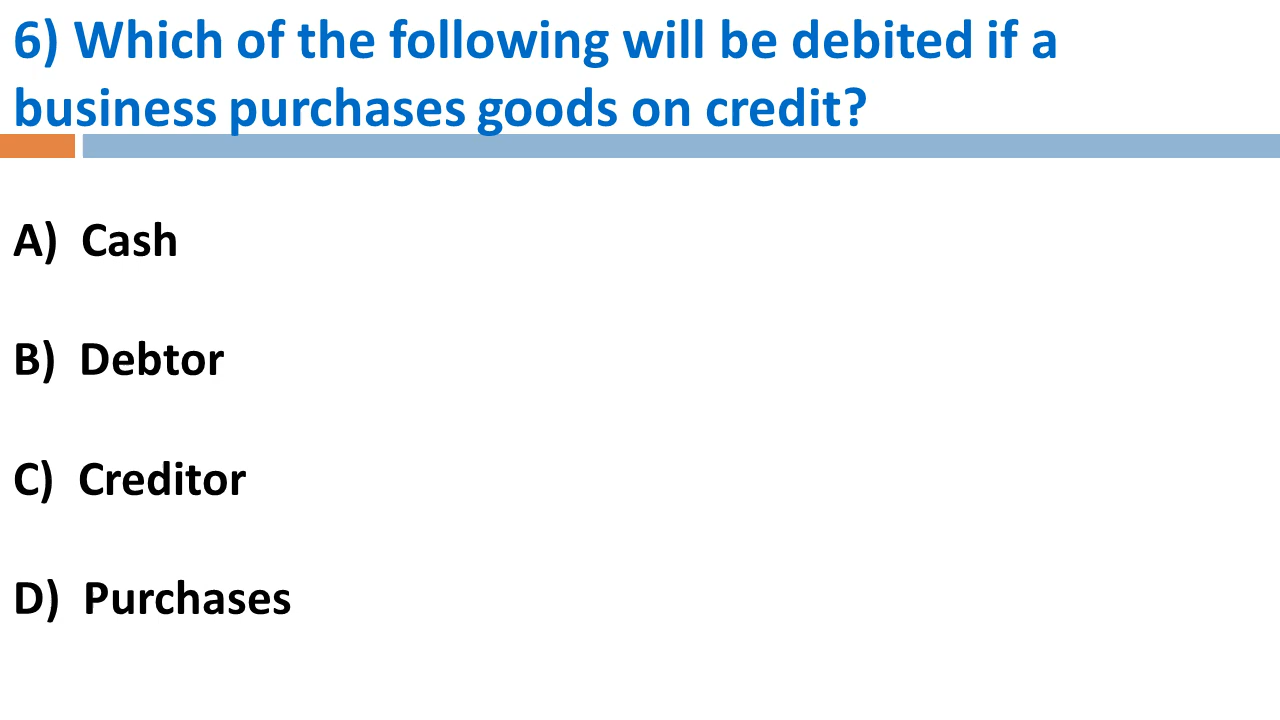 6) Which of the following will be debited if a
business purchases goods on credit?
A) Cash
B) Debtor
C) Creditor
D) Purchases